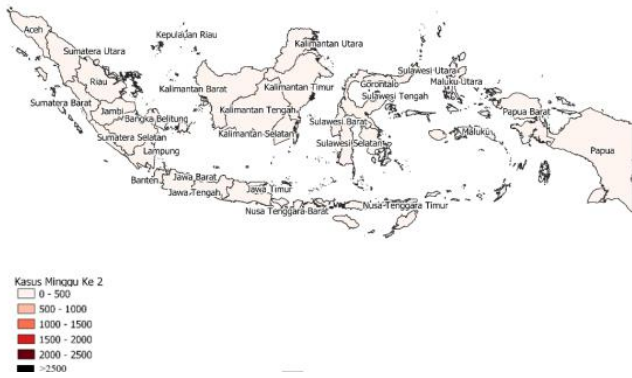 Aceh
Sumatera Utara
Kepulauan Riau
Kalimantan Utara
Riau
Kalimantan Barat
Kalimantan Timur
Sulawesi Utara
Maluku Utara
Gorontalo
Sulawesi Tengah
Sumatera Barat
Jambi
Bangka Belitung
Kalimantan Tengah
Papua Barat
Sumatera Selatan
Kalimantan Selatan
Sulawesi Barat
Maluku
Lampung
Sulawesi Selatan
Papua
Banten
Jawa Barat
Jawa Tengah
Jawa Timur
Nusa Tenggara Barat
Nusa Tenggara Timur
Kasus Minggu Ke 2
0 - 500
500 - 1000
1000 - 1500
1500 - 2000
2000 - 2500
>2500